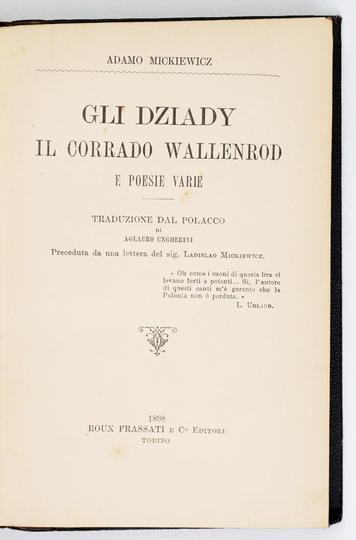 ADAMO MICKIEWICZ
GLI DZIADY
IL CORRADO WALLENROD
E POESIE VARIE
TRADUZIONE DAL POLACCO
DI
AGLAURO UNGHERINI
Preceduta da una lettera del sig. LADISLAO MICKIEWICZ.
« Oh come i suoni di questa lira si
levano forti e potenti... Sì, l'autore
di questi canti m'è garante che la
Polonia non è perduta. »
L. UHLAND.
1898
ROUX FRASSATI E Cº EDITORI
TORINO